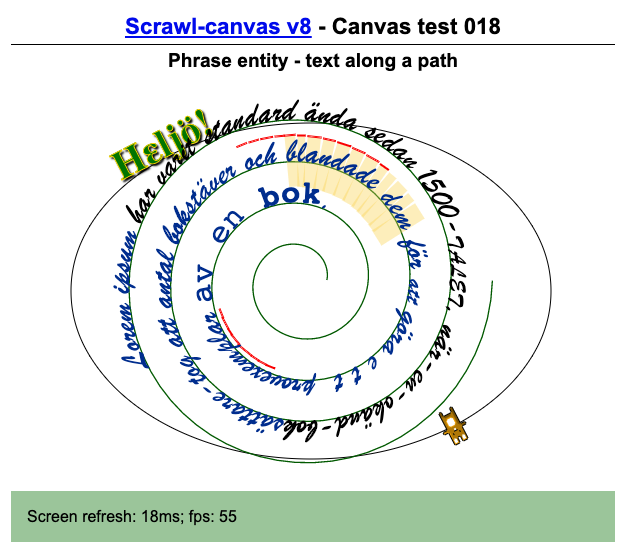 Scrawl-canvas v8 - Canvas test 018
Phrase entity - text along a path
Lorem ipsum har varit standard ända sedan 1500-TALET, när-en-okänd-boksättare-tog att antal bokstäver och blandade dem för att göra ett provexemplar av en bok.
Screen refresh: 18ms; fps: 55